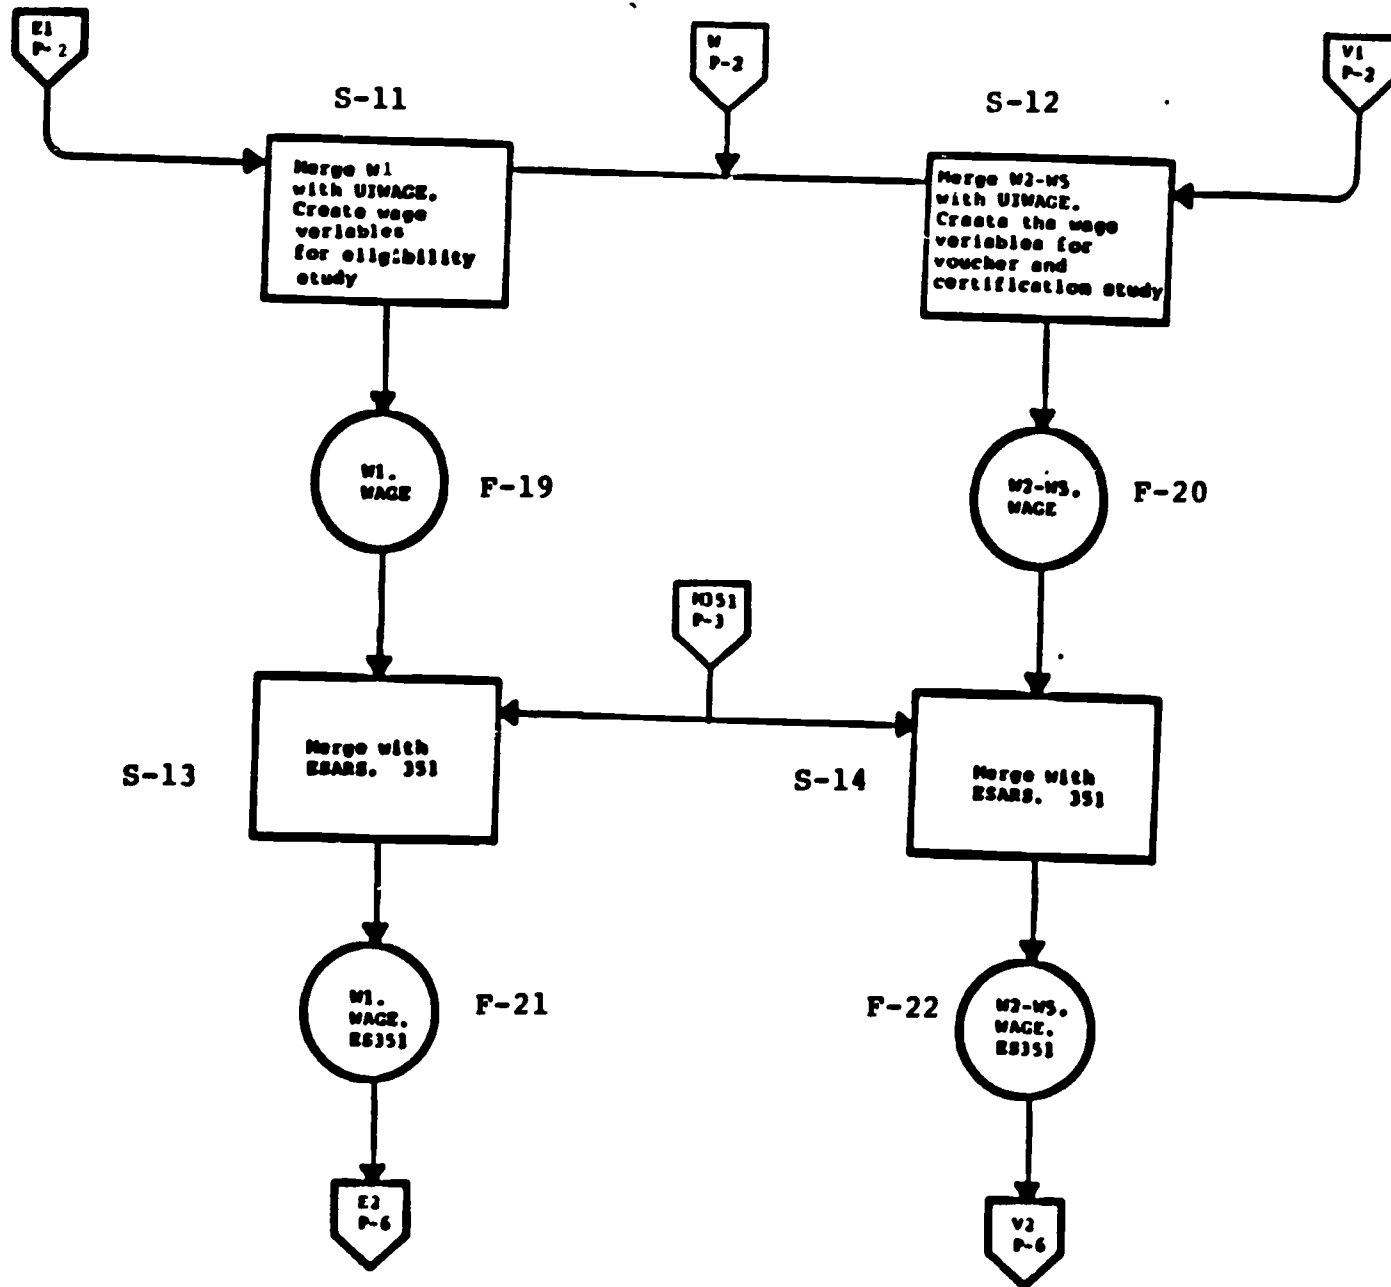 E1
P-2
W
P-2
V1
P-2
S-11
S-12
Merge W1
with UIWAGE.
Create wage
variables
for eligibility
study
Merge W2-W5
with UIWAGE.
Create the wage
variables for
voucher and
certification study
W1.
WAGE
F-19
W2-W5.
WAGE
F-20
M351
P-3
Merge with
ESARS. 351
S-13
Merge with
ESARS. 351
S-14
W1.
WAGE.
ES351
F-21
W2-W5.
WAGE.
ES351
F-22
E2
P-6
V2
P-6